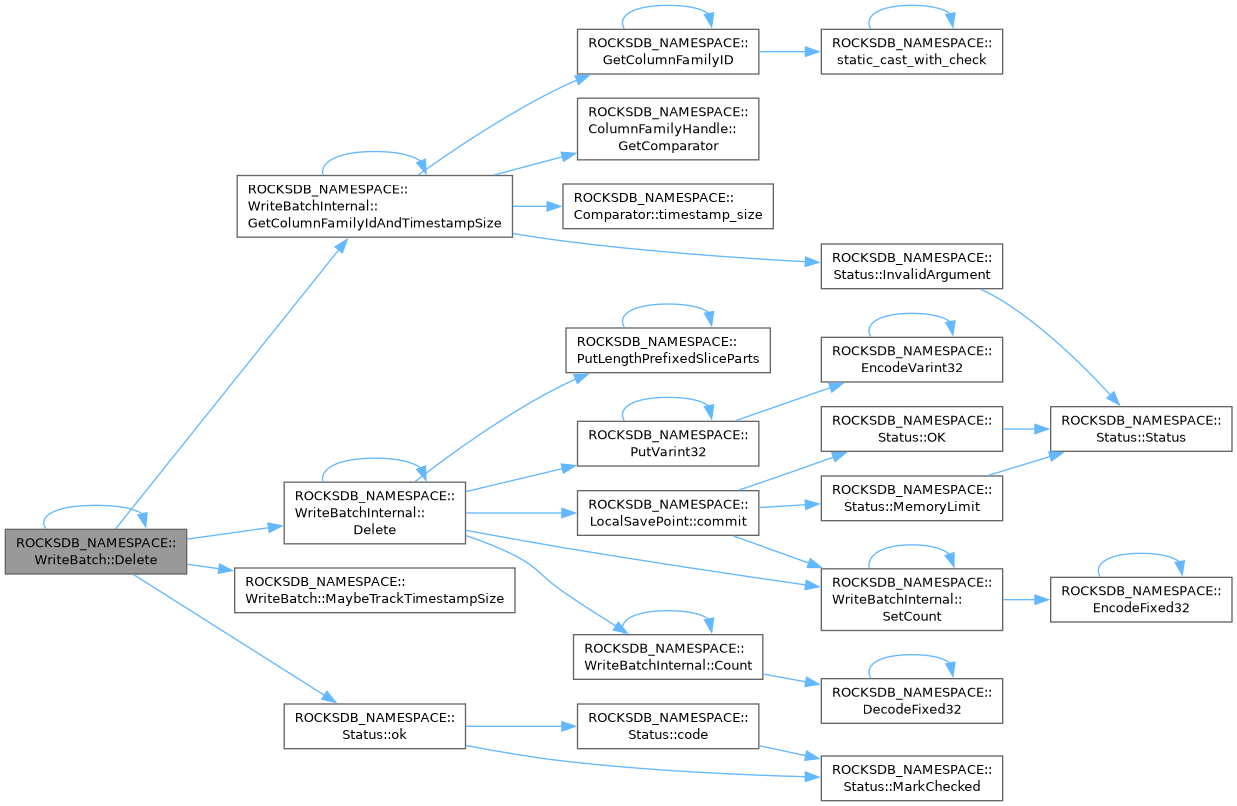 ROCKSDB_NAMESPACE::
GetColumnFamilyID
ROCKSDB_NAMESPACE::
static_cast_with_check
ROCKSDB_NAMESPACE::
ColumnFamilyHandle::
GetComparator
ROCKSDB_NAMESPACE::
WriteBatchInternal::
GetColumnFamilyIdAndTimestampSize
ROCKSDB_NAMESPACE::
Comparator::timestamp_size
ROCKSDB_NAMESPACE::
Status::InvalidArgument
ROCKSDB_NAMESPACE::
PutLengthPrefixedSliceParts
ROCKSDB_NAMESPACE::
EncodeVarint32
ROCKSDB_NAMESPACE::
PutVarint32
ROCKSDB_NAMESPACE::
Status::OK
ROCKSDB_NAMESPACE::
Status::Status
ROCKSDB_NAMESPACE::
WriteBatchInternal::
Delete
ROCKSDB_NAMESPACE::
LocalSavePoint::commit
ROCKSDB_NAMESPACE::
Status::MemoryLimit
ROCKSDB_NAMESPACE::
WriteBatch::Delete
ROCKSDB_NAMESPACE::
WriteBatch::MaybeTrackTimestampSize
ROCKSDB_NAMESPACE::
WriteBatchInternal::
SetCount
ROCKSDB_NAMESPACE::
EncodeFixed32
ROCKSDB_NAMESPACE::
WriteBatchInternal::Count
ROCKSDB_NAMESPACE::
DecodeFixed32
ROCKSDB_NAMESPACE::
Status::ok
ROCKSDB_NAMESPACE::
Status::code
ROCKSDB_NAMESPACE::
Status::MarkChecked